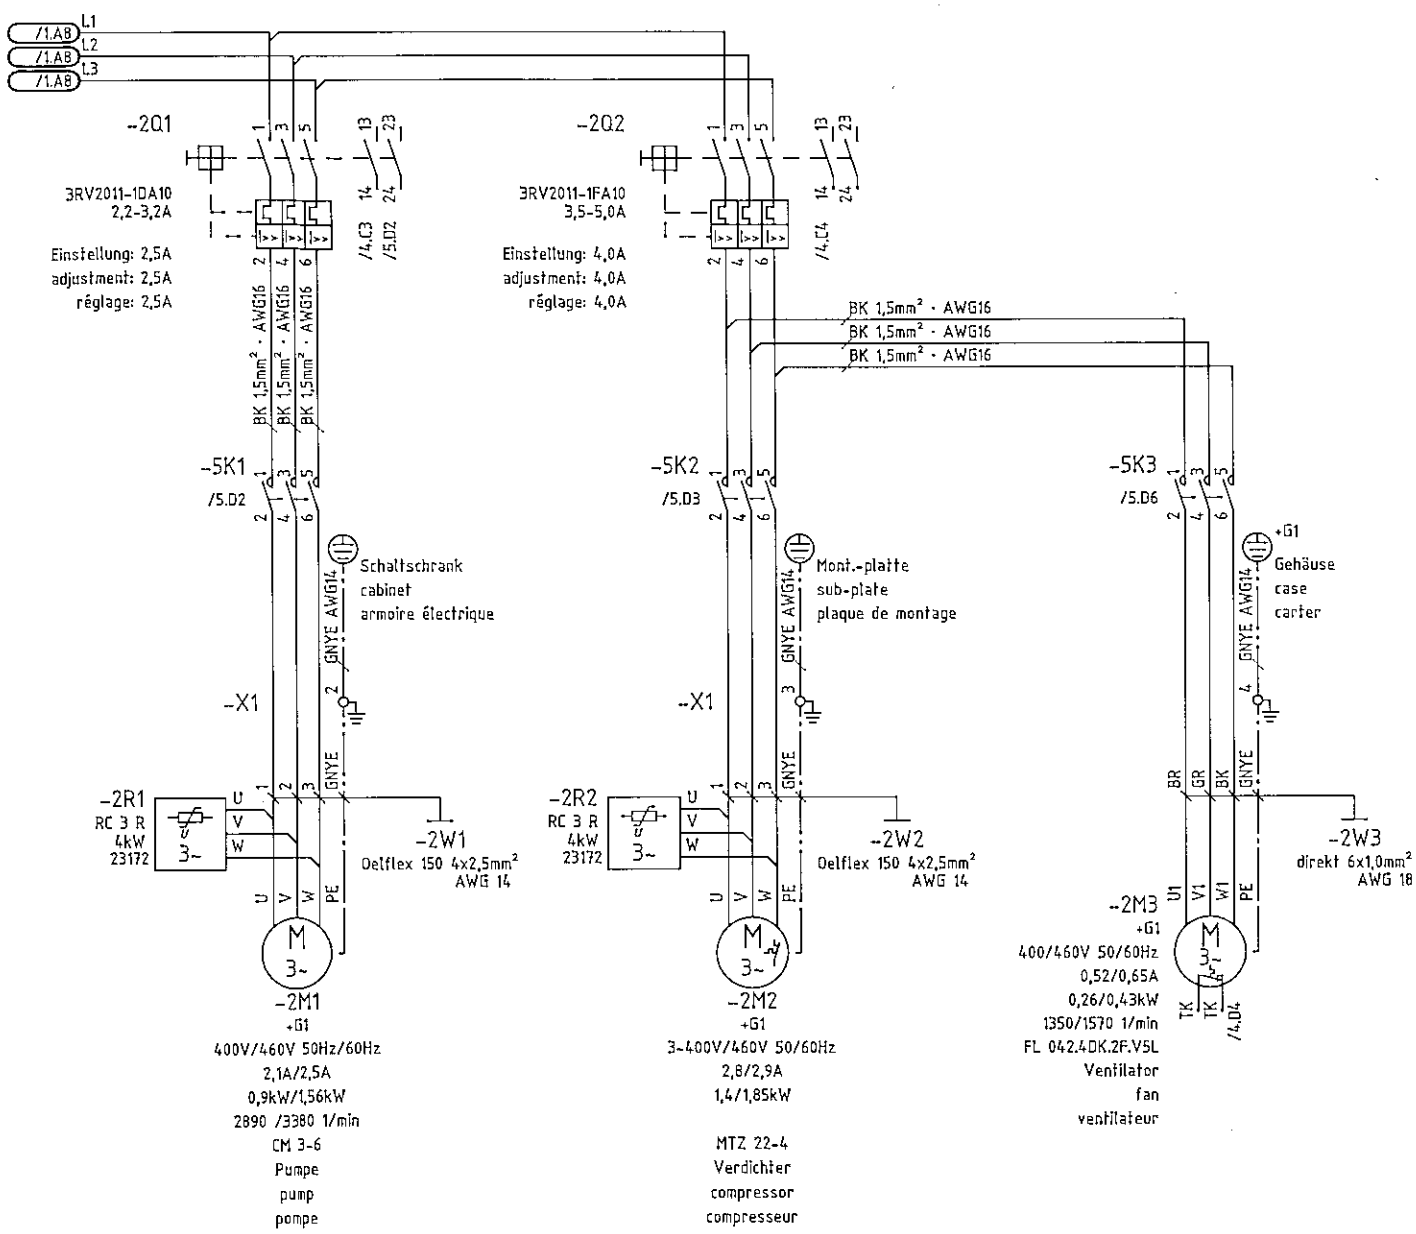 L1
/1.A8
L2
/1.A8
L3
/1.A8
-2Q1
1 3 5 13 23
14 24
3RV2011-1DA10
2,2-3,2A
/4.C3 /5.D2
Einstellung: 2,5A
adjustment: 2,5A
réglage: 2,5A
2 4 6
BK 1,5mm² · AWG16
BK 1,5mm² · AWG16
BK 1,5mm² · AWG16
-2Q2
1 3 5 13 23
14 24
3RV2011-1FA10
3,5-5,0A
/4.C4
Einstellung: 4,0A
adjustment: 4,0A
réglage: 4,0A
2 4 6
BK 1,5mm² · AWG16
BK 1,5mm² · AWG16
BK 1,5mm² · AWG16
-5K1
/5.D2
1 3 5
2 4 6
-5K2
/5.D3
1 3 5
2 4 6
-5K3
/5.D6
1 3 5
2 4 6
Schaltschrank
cabinet
armoire électrique
GNYE AWG14
Mont.-platte
sub-plate
plaque de montage
GNYE AWG14
+G1
Gehäuse
case
carter
GNYE AWG14
-X1
2
-X1
3
4
1 2 3 GNYE
1 2 3 GNYE
BR GR BK GNYE
-2R1
RC 3 R
4kW
23172
U
3~
U
V
W
-2W1
Oelflex 150 4x2,5mm²
AWG 14
-2R2
RC 3 R
4kW
23172
U
3~
U
V
W
-2W2
Oelflex 150 4x2,5mm²
AWG 14
-2W3
direkt 6x1,0mm²
AWG 18
U V W PE
U V W PE
U1 V1 W1 PE
M
3~
-2M1
+G1
400V/460V 50Hz/60Hz
2,1A/2,5A
0,9kW/1,56kW
2890 /3380 1/min
CM 3-6
Pumpe
pump
pompe
M
3~
-2M2
+G1
3~400V/460V 50/60Hz
2,8/2,9A
1,4/1,85kW
MTZ 22-4
Verdichter
compressor
compresseur
-2M3
+G1
M
3~
400/460V 50/60Hz
0,52/0,65A
0,26/0,43kW
1350/1570 1/min
FL 042.4DK.2F.V5L
Ventilator
fan
ventilateur
TK TK /4.D4